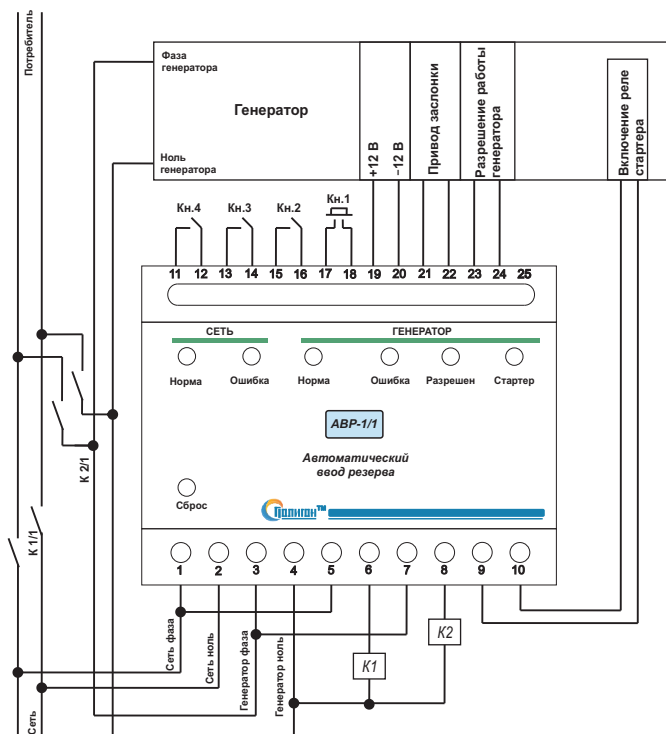 Потребитель
Фаза
генератора
Генератор
Ноль
генератора
+12 В
–12 В
Привод заслонки
Разрешение работы
генератора
Включение реле
стартера
Кн.4
Кн.3
Кн.2
Кн.1
11 12 13 14 15 16 17 18 19 20 21 22 23 24 25
СЕТЬ
ГЕНЕРАТОР
Норма
Ошибка
Норма
Ошибка
Разрешен
Стартер
АВР-1/1
Автоматический
ввод резерва
Сброс
Полигон™
К 2/1
К 1/1
1 2 3 4 5 6 7 8 9 10
Сеть фаза
Сеть ноль
Генератор фаза
Генератор ноль
К1
К2
Сеть